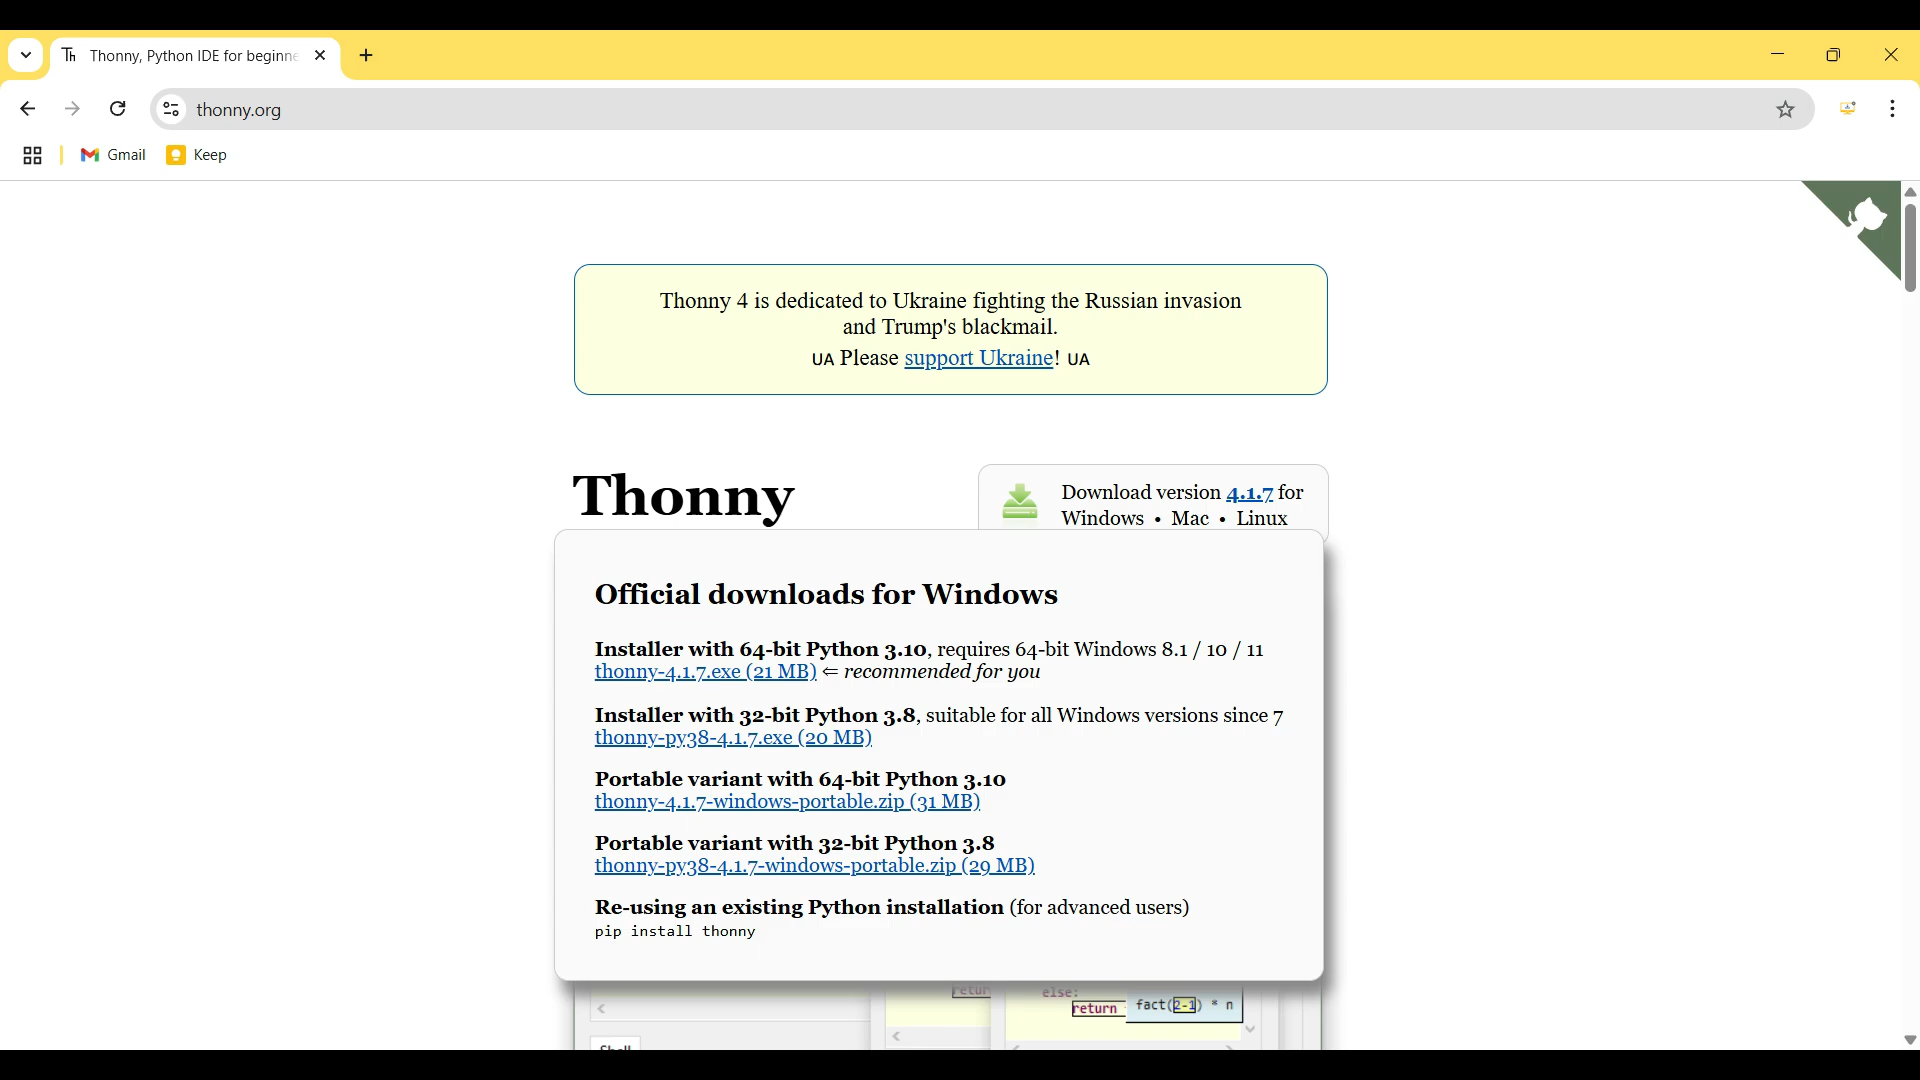 Th Thonny, Python IDE for beginne
thonny.org
Gmail Keep
Thonny 4 is dedicated to Ukraine fighting the Russian invasion
and Trump's blackmail.
UA Please support Ukraine! UA
Thonny
Download version 4.1.7 for
Windows • Mac • Linux
Official downloads for Windows
Installer with 64-bit Python 3.10, requires 64-bit Windows 8.1 / 10 / 11
thonny-4.1.7.exe (21 MB) ⇐ recommended for you
Installer with 32-bit Python 3.8, suitable for all Windows versions since 7
thonny-py38-4.1.7.exe (20 MB)
Portable variant with 64-bit Python 3.10
thonny-4.1.7-windows-portable.zip (31 MB)
Portable variant with 32-bit Python 3.8
thonny-py38-4.1.7-windows-portable.zip (29 MB)
Re-using an existing Python installation (for advanced users)
pip install thonny
retur
else:
return fact(2-1) * n
Shell